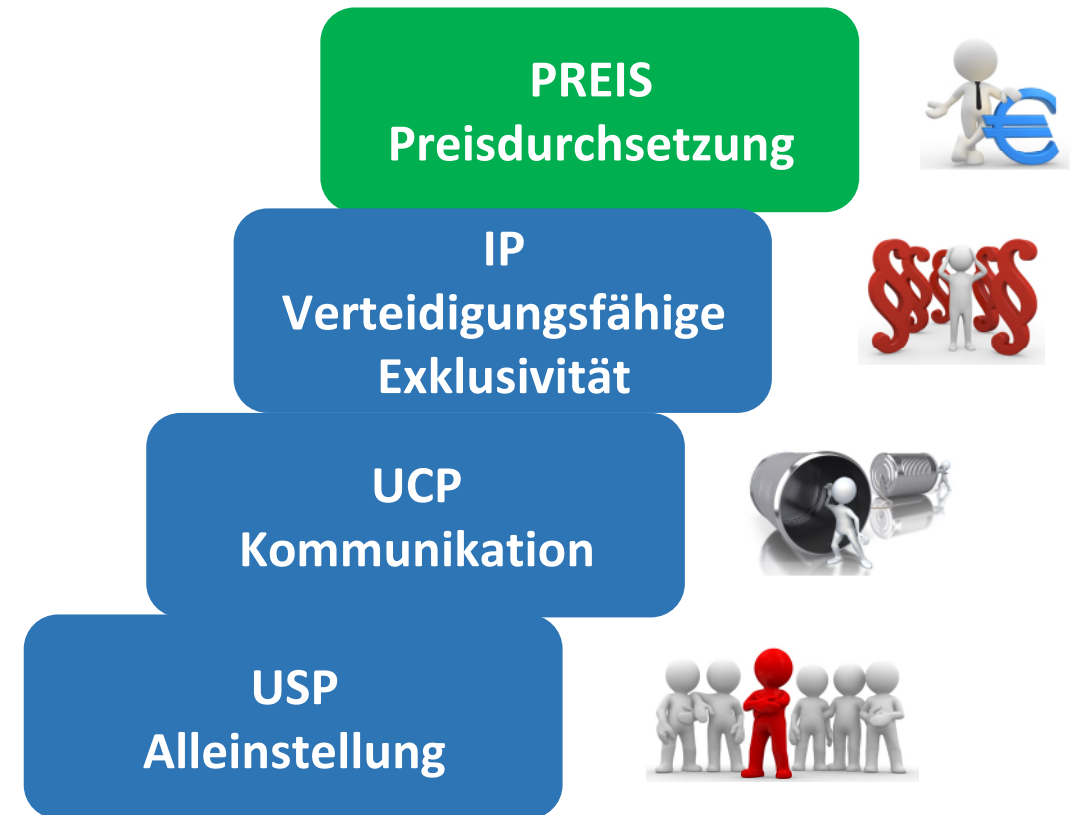 PREIS
Preisdurchsetzung
IP
Verteidigungsfähige
Exklusivität
UCP
Kommunikation
USP
Alleinstellung